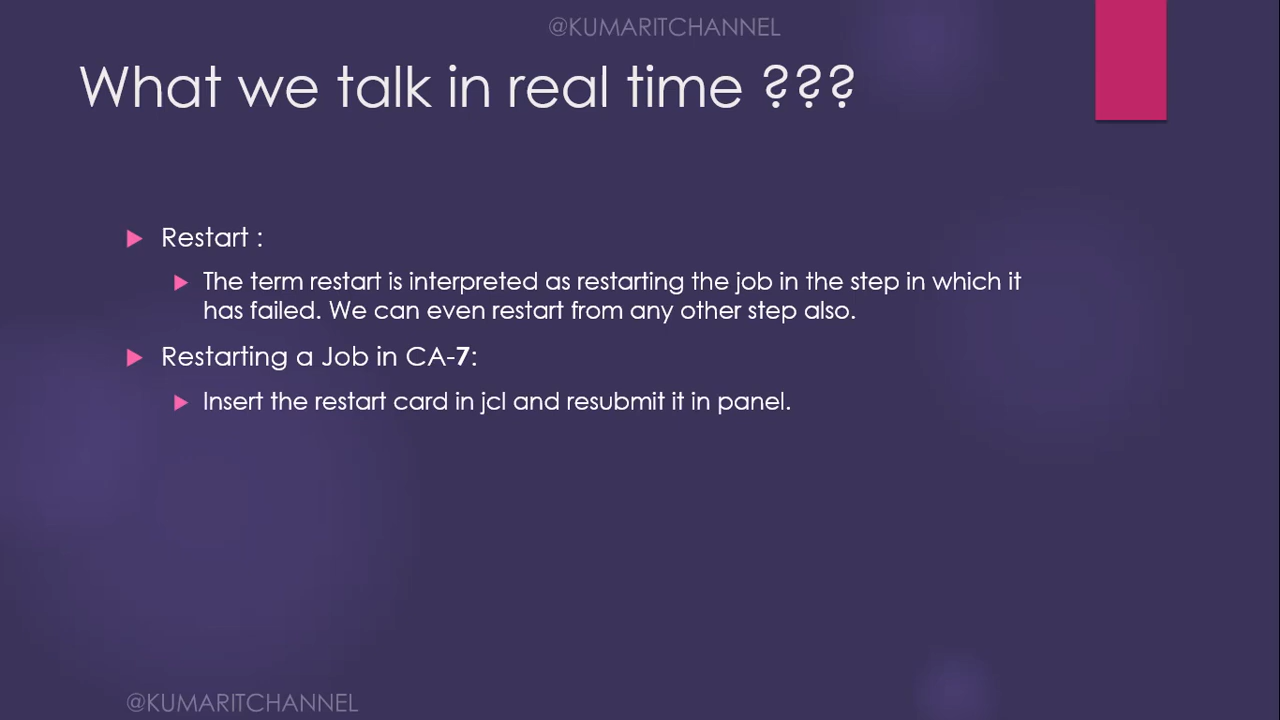 @KUMARITCHANNEL
What we talk in real time ???
Restart :
The term restart is interpreted as restarting the job in the step in which it
has failed. We can even restart from any other step also.
Restarting a Job in CA-7:
Insert the restart card in jcl and resubmit it in panel.
@KUMARITCHANNEL